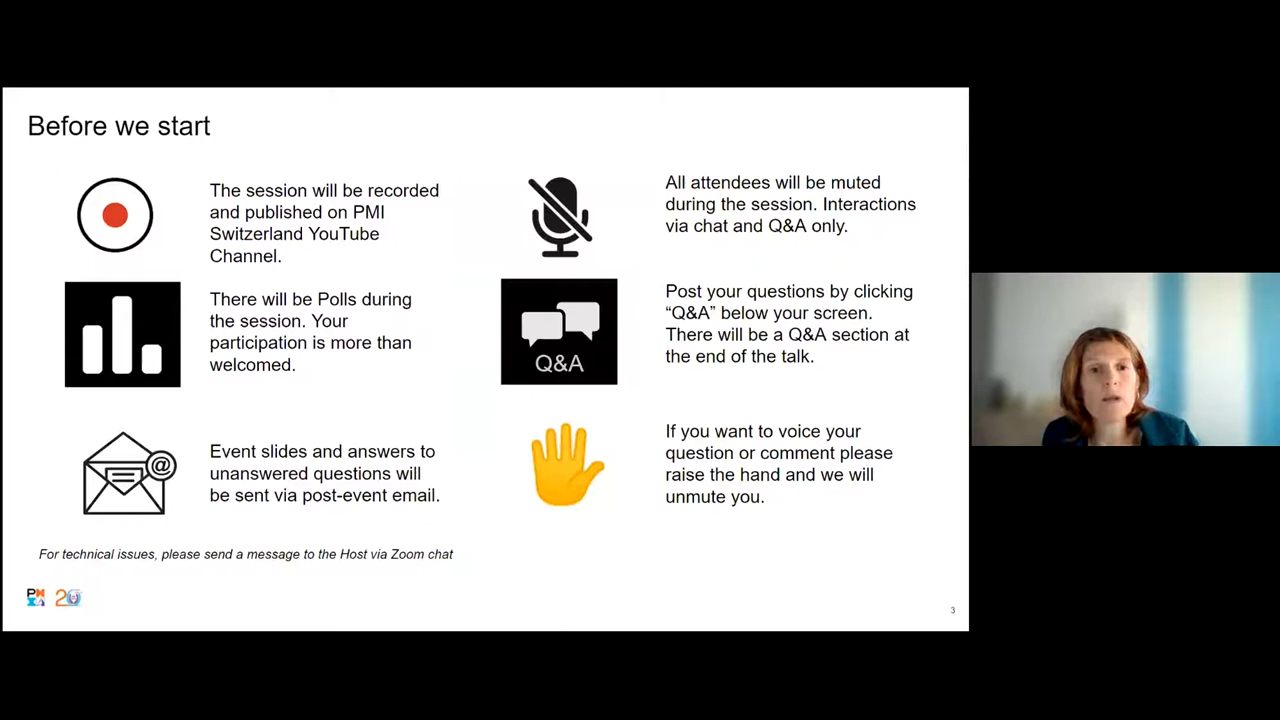 Before we start
The session will be recorded
and published on PMI
Switzerland YouTube
Channel.
All attendees will be muted
during the session. Interactions
via chat and Q&A only.
There will be Polls during
the session. Your
participation is more than
welcomed.
Q&A
Post your questions by clicking
“Q&A” below your screen.
There will be a Q&A section at
the end of the talk.
@
Event slides and answers to
unanswered questions will
be sent via post-event email.
If you want to voice your
question or comment please
raise the hand and we will
unmute you.
For technical issues, please send a message to the Host via Zoom chat
20
3